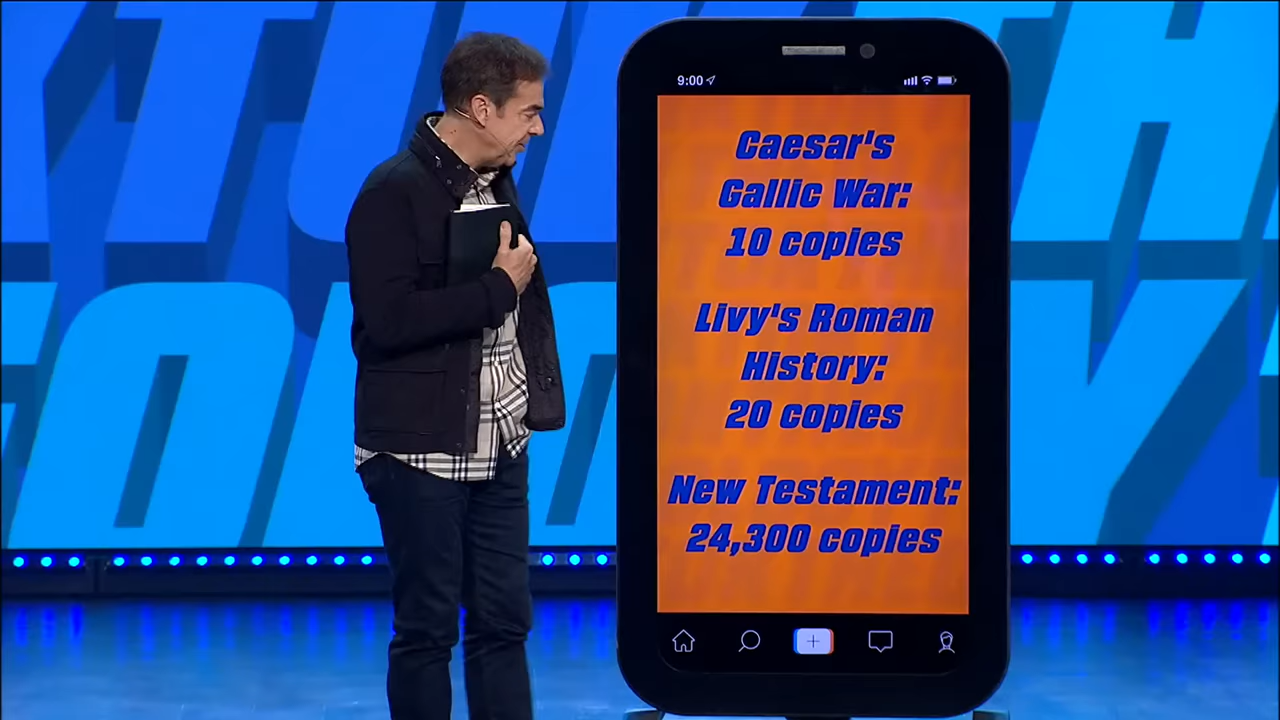 9:00
Caesar's
Gallic War:
10 copies
Livy's Roman
History:
20 copies
New Testament:
24,300 copies